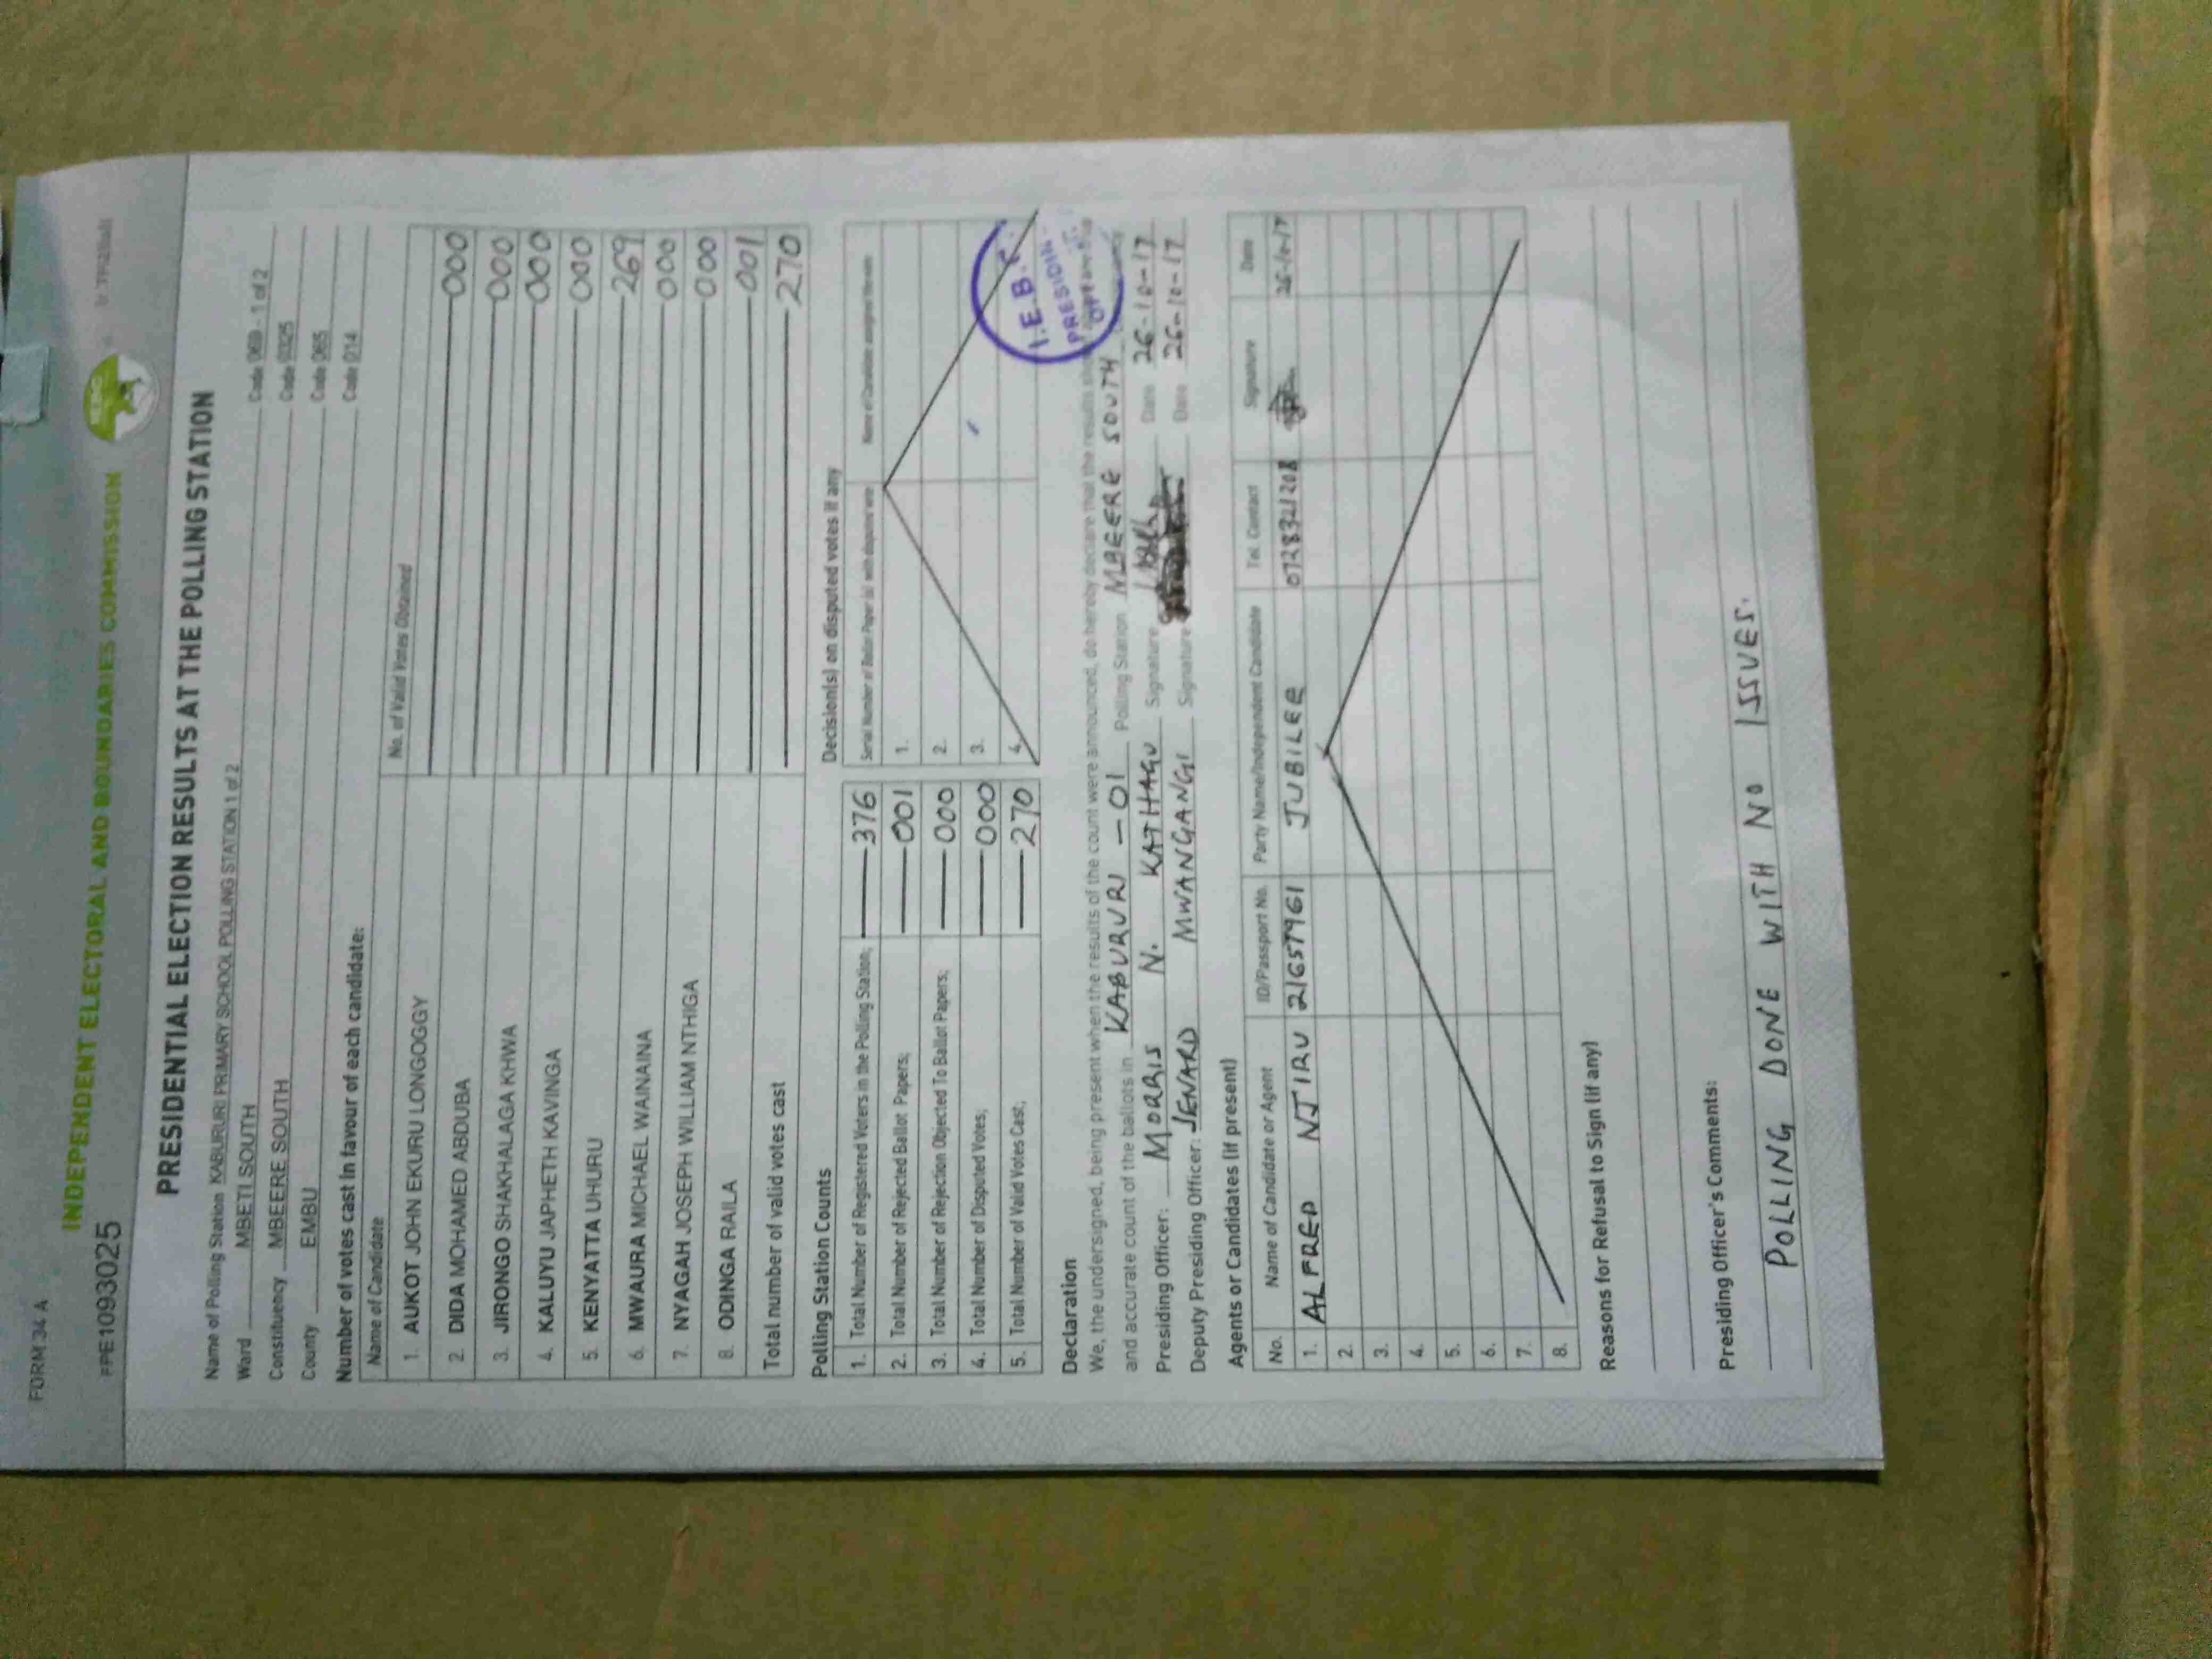 FORM 34 A
INDEPENDENT ELECTORAL AND BOUNDARIES COMMISSION
IEBC
PPE1093025
PRESIDENTIAL ELECTION RESULTS AT THE POLLING STATION
Name of Polling Station KABURURI PRIMARY SCHOOL POLLING STATION 1 of 2 Code 069 - 1 of 2
Ward MBETI SOUTH Code 0325
Constituency MBEERE SOUTH Code 065
County EMBU Code 014
Number of votes cast in favour of each candidate:
Name of Candidate No. of Valid Votes Obtained
1. AUKOT JOHN EKURU LONGOGGY 000
2. DIDA MOHAMED ABDUBA 000
3. JIRONGO SHAKHALAGA KHWA 000
4. KALUYU JAPHETH KAVINGA 000
5. KENYATTA UHURU 269
6. MWAURA MICHAEL WAINAINA 000
7. NYAGAH JOSEPH WILLIAM NTHIGA 000
8. ODINGA RAILA 001
Total number of valid votes cast 270
Polling Station Counts
1. Total Number of Registered Voters in the Polling Station; 376
2. Total Number of Rejected Ballot Papers; 001
3. Total Number of Rejection Objected To Ballot Papers; 000
4. Total Number of Disputed Votes; 000
5. Total Number of Valid Votes Cast; 270
Decision(s) on disputed votes if any
Serial Number of Ballot Paper (s) with dispute
1.
2.
3.
4.
I.E.B.C.
PRESIDING
Declaration
We, the undersigned, being present when the results of the count were announced, do hereby declare that the results
and accurate count of the ballots in KABURURI - 01 Polling Station MBEERE SOUTH
Presiding Officer: MORRIS N. KATHAGU Signature Date 26-10-17
Deputy Presiding Officer: JENARD MWANGANGI Signature Date 26-10-17
Agents or Candidates (if present)
No. Name of Candidate or Agent ID/Passport No. Party Name/Independent Candidate Tel. Contact Signature Date
1. ALFRED NJIRU 21657961 JUBILEE 0728321208 26-10-17
2.
3.
4.
5.
6.
7.
8.
Reasons for Refusal to Sign (if any)
Presiding Officer's Comments:
POLLING DONE WITH NO ISSUES.